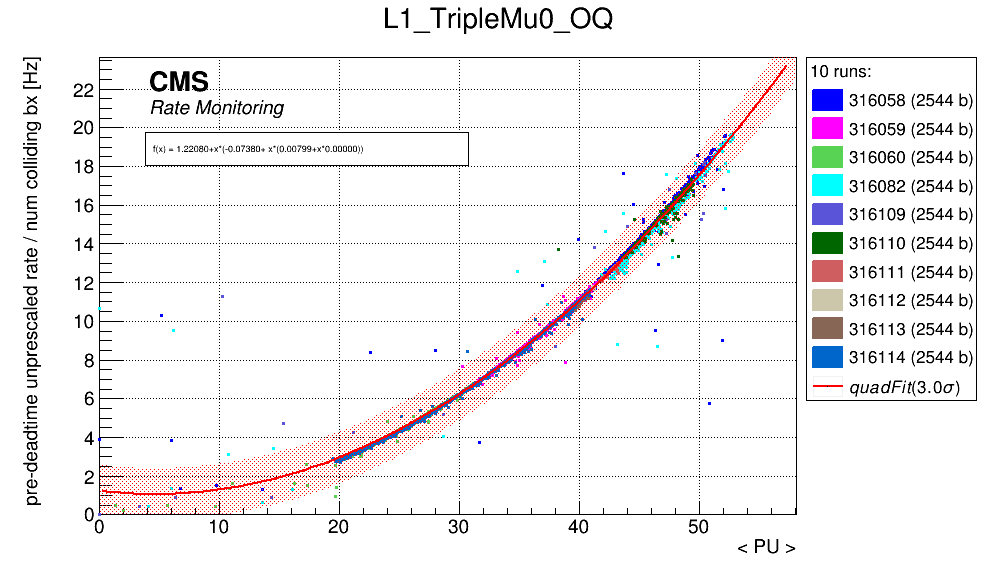 L1_TripleMu0_OQ
pre-deadtime unprescaled rate / num colliding bx [Hz]
CMS
Rate Monitoring
f(x) = 1.22080+x*(-0.07380+ x*(0.00799+x*0.00000))
22
20
18
16
14
12
10
8
6
4
2
0
0 10 20 30 40 50
< PU >
10 runs:
316058 (2544 b)
316059 (2544 b)
316060 (2544 b)
316082 (2544 b)
316109 (2544 b)
316110 (2544 b)
316111 (2544 b)
316112 (2544 b)
316113 (2544 b)
316114 (2544 b)
quadFit(3.0σ)